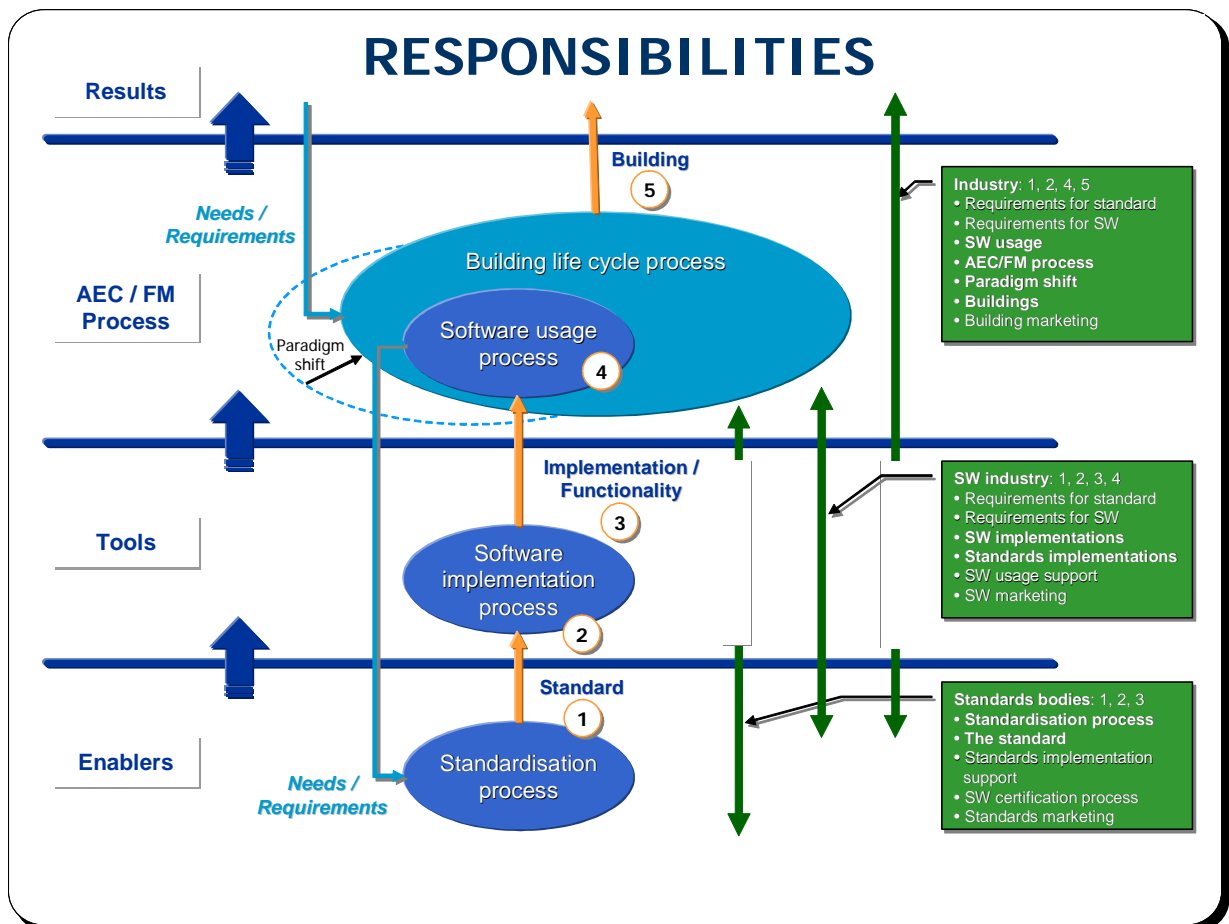 RESPONSIBILITIES
Results
Building
5
Needs /
Requirements
Building life cycle process
AEC / FM
Process
Software usage
process
4
Paradigm
shift
Implementation /
Functionality
3
Tools
Software
implementation
process
2
Standard
1
Enablers
Standardisation
process
Needs /
Requirements
Industry: 1, 2, 4, 5
• Requirements for standard
• Requirements for SW
• SW usage
• AEC/FM process
• Paradigm shift
• Buildings
• Building marketing
SW industry: 1, 2, 3, 4
• Requirements for standard
• Requirements for SW
• SW implementations
• Standards implementations
• SW usage support
• SW marketing
Standards bodies: 1, 2, 3
• Standardisation process
• The standard
• Standards implementation
support
• SW certification process
• Standards marketing